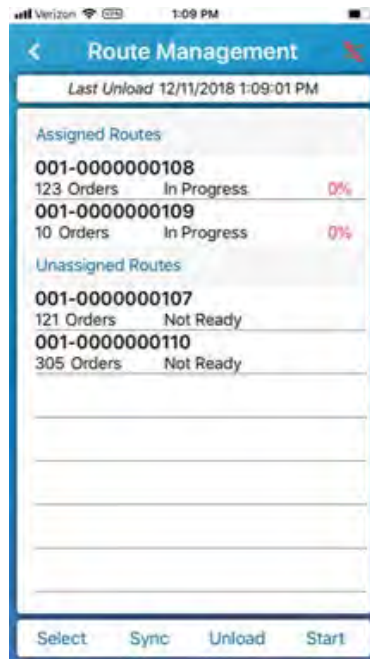 Verizon VPN 1:09 PM
Route Management
Last Unload 12/11/2018 1:09:01 PM
Assigned Routes
001-0000000108
123 Orders In Progress 0%
001-0000000109
10 Orders In Progress 0%
Unassigned Routes
001-0000000107
121 Orders Not Ready
001-0000000110
305 Orders Not Ready
Select Sync Unload Start